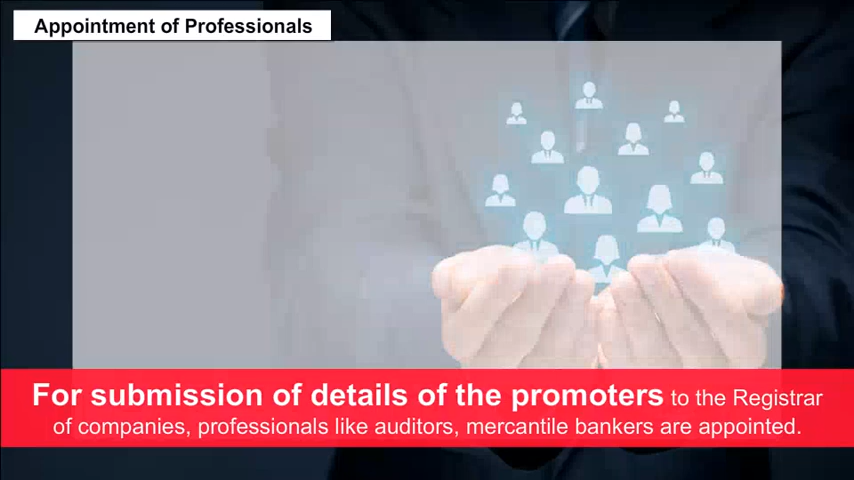 Appointment of Professionals
For submission of details of the promoters to the Registrar
of companies, professionals like auditors, mercantile bankers are appointed.